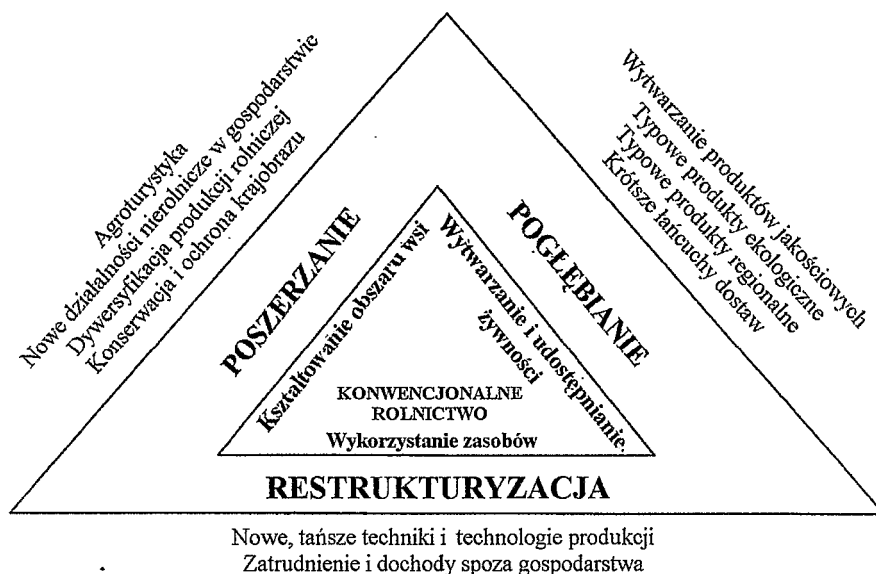 Agroturystyka
Nowe działalności nierolnicze w gospodarstwie
Dywersyfikacja produkcji rolniczej
Konserwacja i ochrona krajobrazu
Wytwarzanie produktów jakościowych
Typowe produkty ekologiczne
Typowe produkty regionalne
Krótsze łańcuchy dostaw
POSZERZANIE
POGŁĘBIANIE
Kształtowanie obszaru wsi
Wytwarzanie i udostępnianie
żywności
KONWENCJONALNE
ROLNICTWO
Wykorzystanie zasobów
RESTRUKTURYZACJA
Nowe, tańsze techniki i technologie produkcji
Zatrudnienie i dochody spoza gospodarstwa